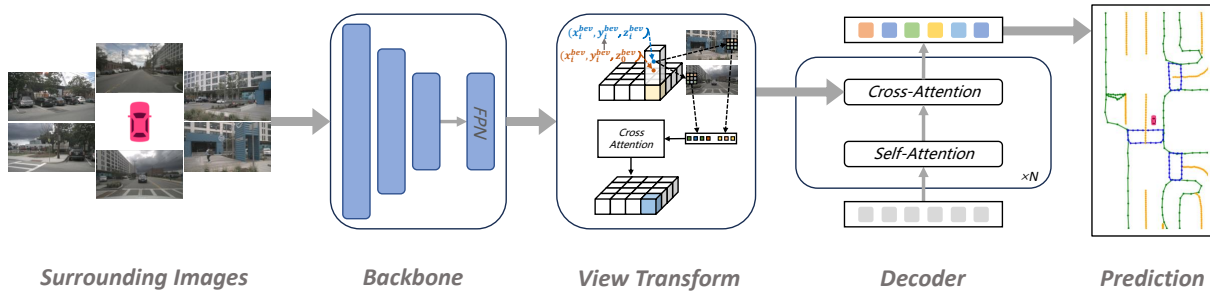 (x_i^{bev}, y_i^{bev}, z_i^{bev})
(x_i^{bev}, y_i^{bev}, z_0^{bev})
FPN
Cross
Attention
Cross-Attention
Self-Attention
×N
Surrounding Images
Backbone
View Transform
Decoder
Prediction